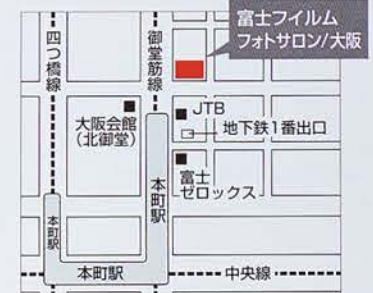 富士フイルム
フォトサロン/大阪
四つ橋線
御堂筋線
JTB
大阪会館
(北御堂)
地下鉄1番出口
富士
ゼロックス
本町駅
本町駅
本町駅
中央線